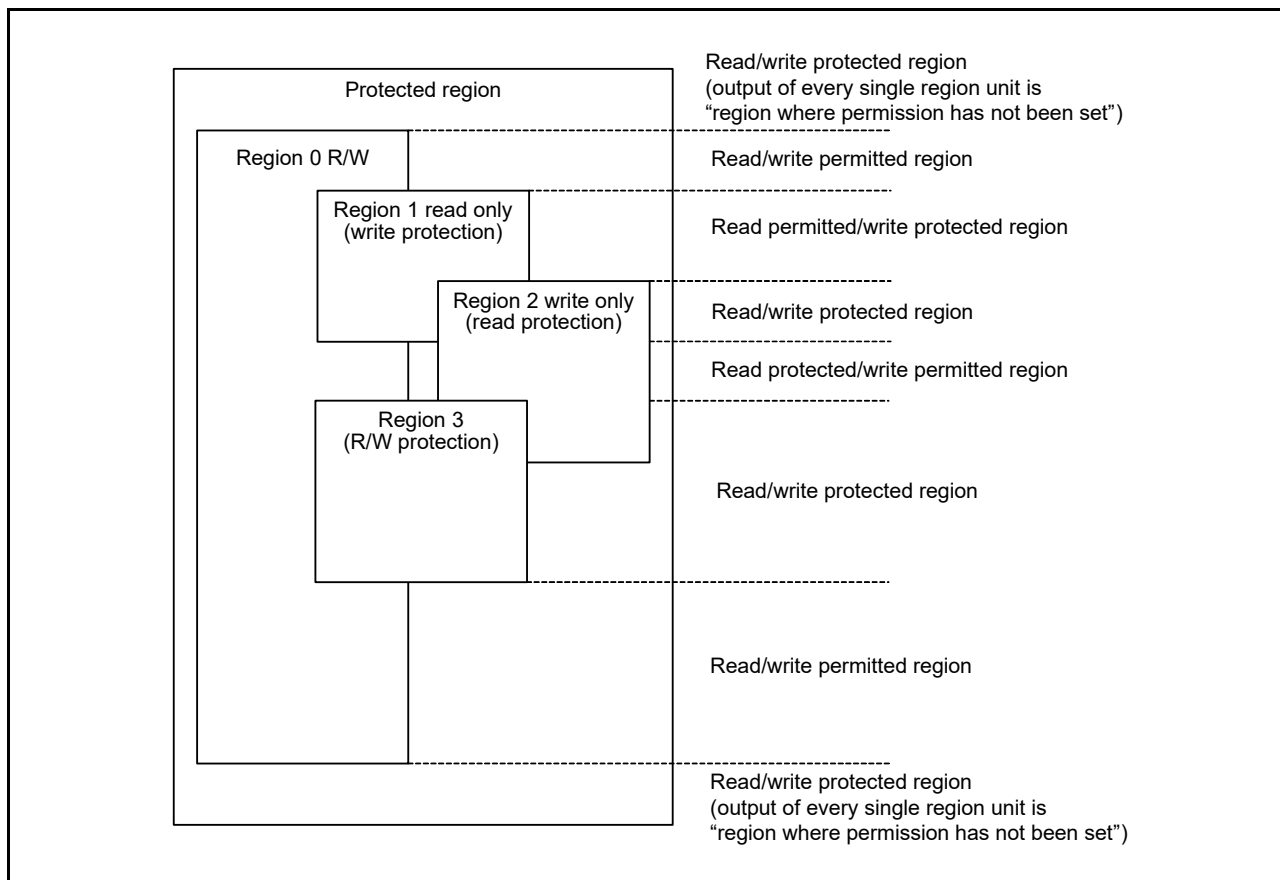 Read/write protected region
(output of every single region unit is
“region where permission has not been set”)
Protected region
Region 0 R/W
Read/write permitted region
Region 1 read only
(write protection)
Read permitted/write protected region
Region 2 write only
(read protection)
Read/write protected region
Read protected/write permitted region
Region 3
(R/W protection)
Read/write protected region
Read/write permitted region
Read/write protected region
(output of every single region unit is
“region where permission has not been set”)